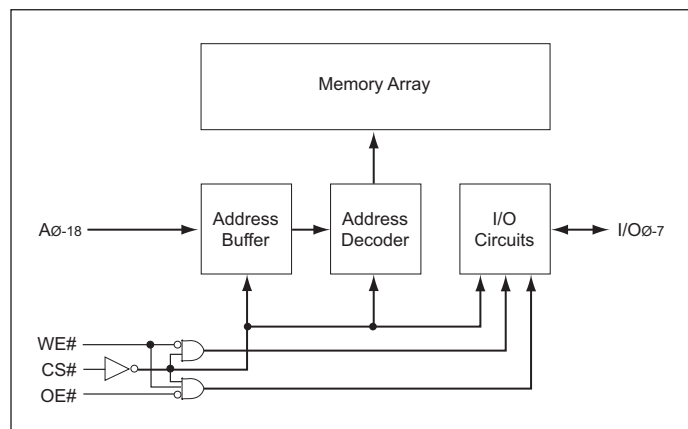 Memory Array
AØ-18
Address
Buffer
Address
Decoder
I/O
Circuits
I/OØ-7
WE#
CS#
OE#